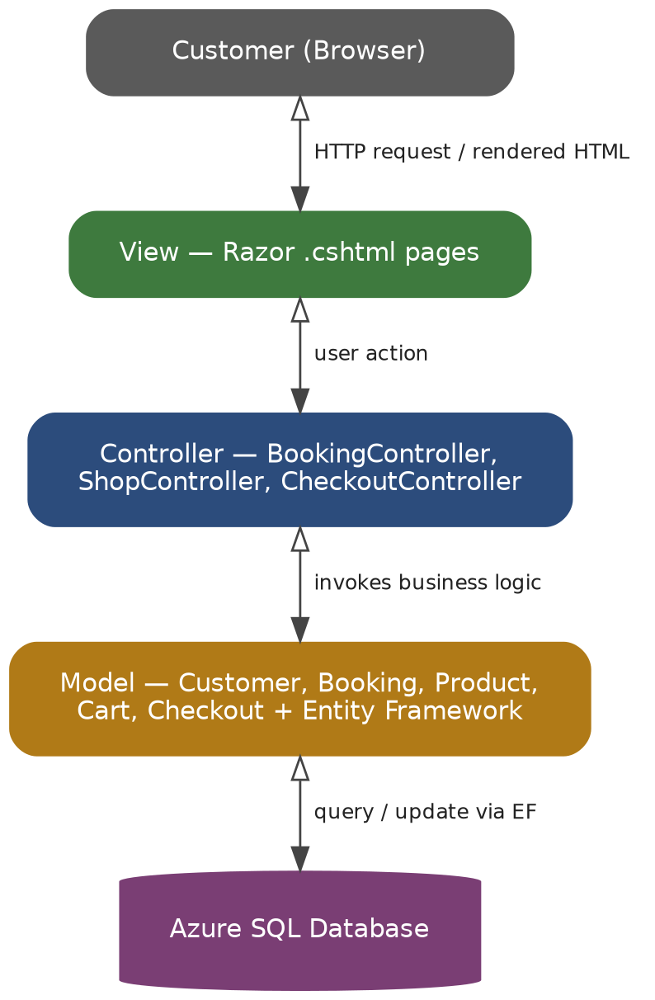 Customer (Browser)
HTTP request / rendered HTML
View — Razor .cshtml pages
user action
Controller — BookingController,
ShopController, CheckoutController
invokes business logic
Model — Customer, Booking, Product,
Cart, Checkout + Entity Framework
query / update via EF
Azure SQL Database